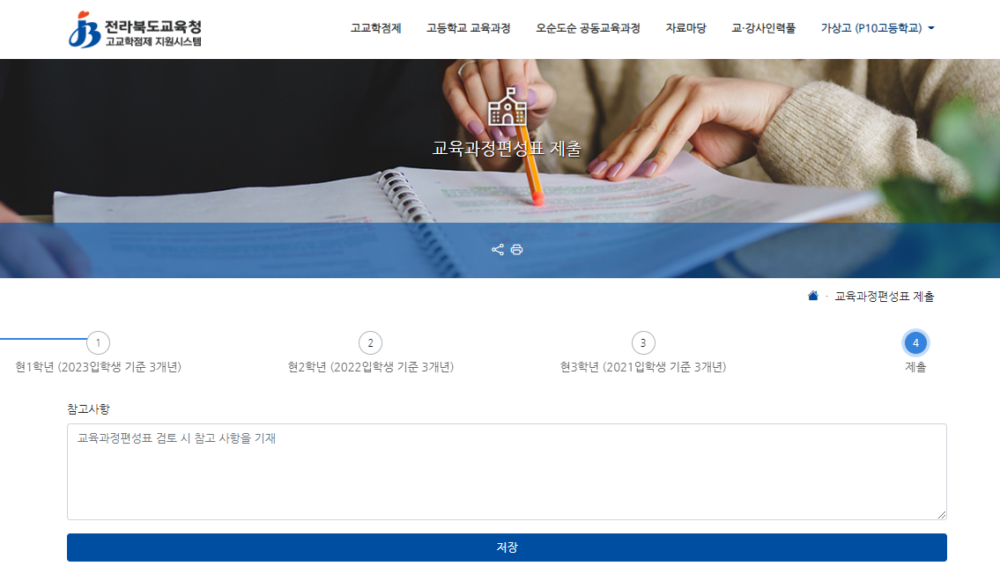 전라북도교육청
고교학점제 지원시스템
고교학점제 고등학교 교육과정 오순도순 공동교육과정 자료마당 교·강사인력풀 가상고 (P10고등학교)
교육과정편성표 제출
· 교육과정편성표 제출
1 2 3 4
현1학년 (2023입학생 기준 3개년) 현2학년 (2022입학생 기준 3개년) 현3학년 (2021입학생 기준 3개년) 제출
참고사항
교육과정편성표 검토 시 참고 사항을 기재
저장